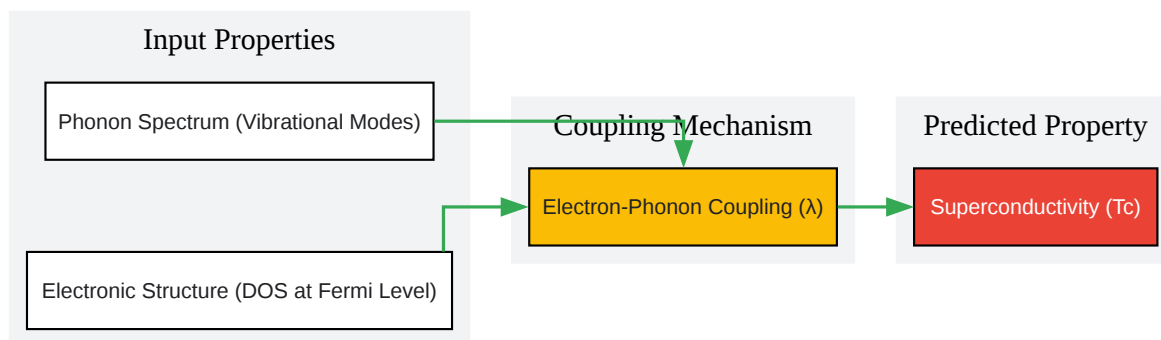 Input Properties
Phonon Spectrum (Vibrational Modes)
Electronic Structure (DOS at Fermi Level)
Coupling Mechanism
Electron-Phonon Coupling (λ)
Predicted Property
Superconductivity (Tc)